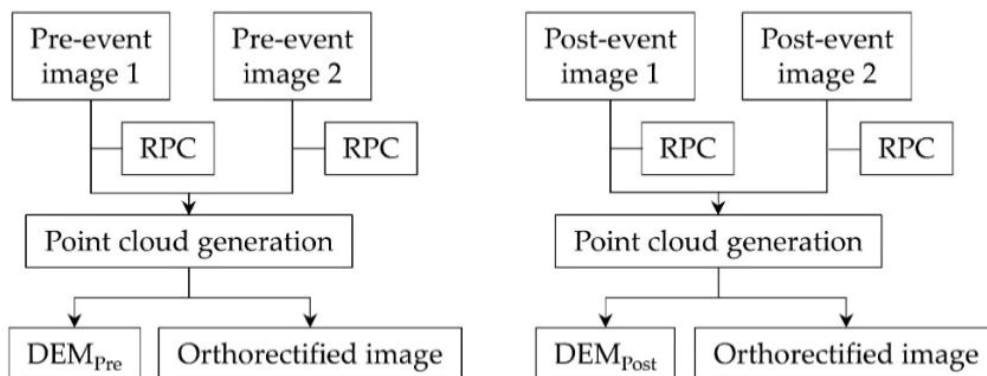 Pre-event
image 1
Pre-event
image 2
Post-event
image 1
Post-event
image 2
RPC
RPC
RPC
RPC
Point cloud generation
Point cloud generation
DEMPre
Orthorectified image
DEMPost
Orthorectified image